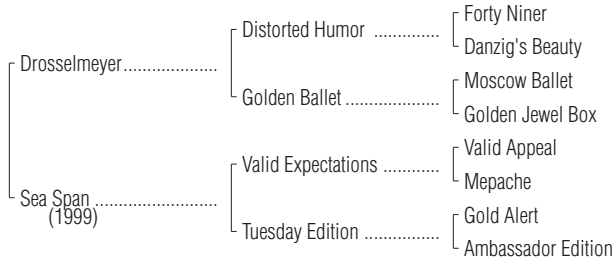 Forty Niner
Distorted Humor ..............
Danzig's Beauty
Drosselmeyer....................
Moscow Ballet
Golden Ballet ....................
Golden Jewel Box
Valid Appeal
Valid Expectations ............
Mepache
Sea Span ..........................
(1999)
Gold Alert
Tuesday Edition ................
Ambassador Edition